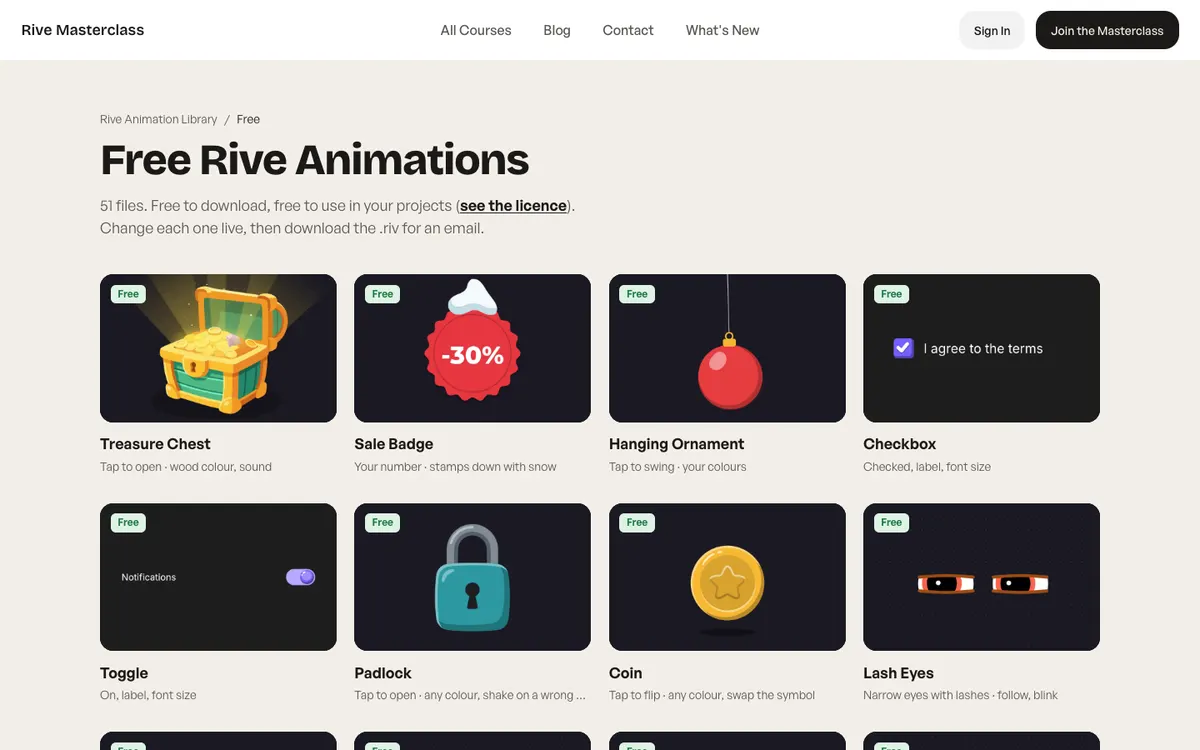 Rive Masterclass
All Courses
Blog
Contact
What's New
Sign In
Join the Masterclass
Rive Animation Library / Free
Free Rive Animations
51 files. Free to download, free to use in your projects (see the licence).
Change each one live, then download the .riv for an email.
Free
Free
-30%
Free
Free
I agree to the terms
Treasure Chest
Tap to open · wood colour, sound
Sale Badge
Your number · stamps down with snow
Hanging Ornament
Tap to swing · your colours
Checkbox
Checked, label, font size
Free
Notifications
Free
Free
Free
Toggle
On, label, font size
Padlock
Tap to open · any colour, shake on a wrong ...
Coin
Tap to flip · any colour, swap the symbol
Lash Eyes
Narrow eyes with lashes · follow, blink
Free
Free
Free
Free